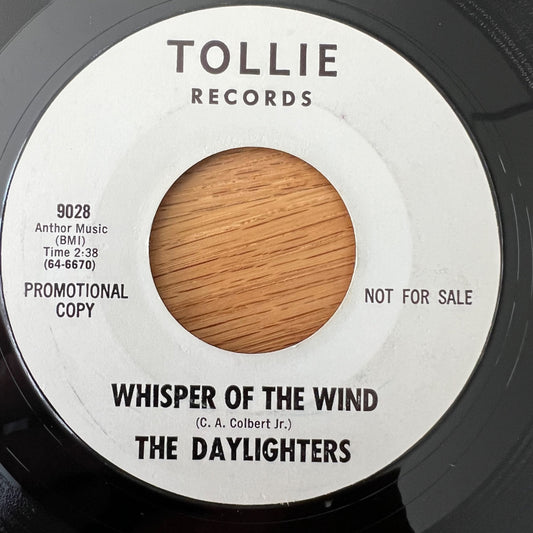 TOLLIE
RECORDS
9028
Anthor Music
(BMI)
Time 2:38
(64-6670)
PROMOTIONAL
COPY
NOT FOR SALE
WHISPER OF THE WIND
(C. A. Colbert Jr.)
THE DAYLIGHTERS